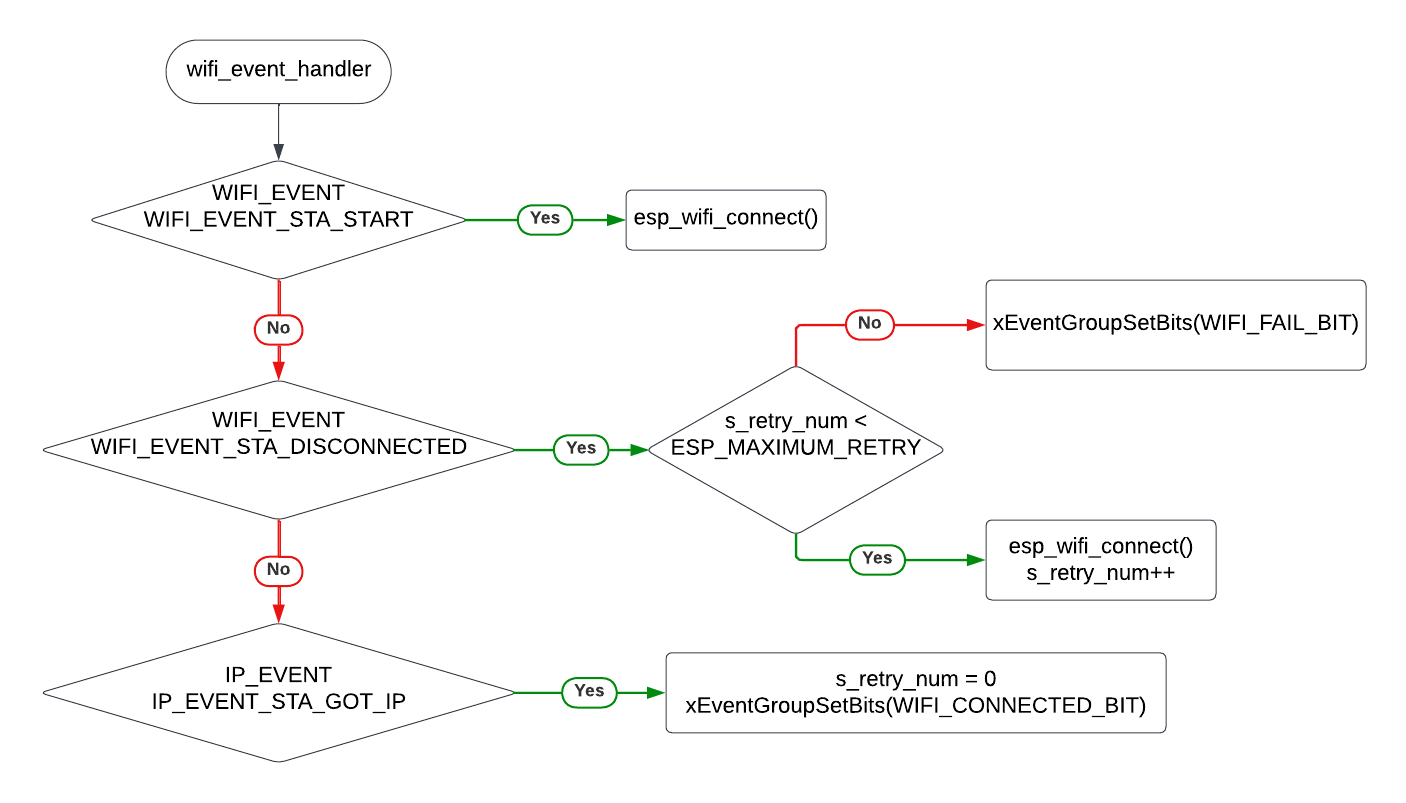 wifi_event_handler
WIFI_EVENT
WIFI_EVENT_STA_START
Yes
esp_wifi_connect()
No
No
xEventGroupSetBits(WIFI_FAIL_BIT)
WIFI_EVENT
WIFI_EVENT_STA_DISCONNECTED
Yes
s_retry_num <
ESP_MAXIMUM_RETRY
Yes
esp_wifi_connect()
s_retry_num++
No
IP_EVENT
IP_EVENT_STA_GOT_IP
Yes
s_retry_num = 0
xEventGroupSetBits(WIFI_CONNECTED_BIT)